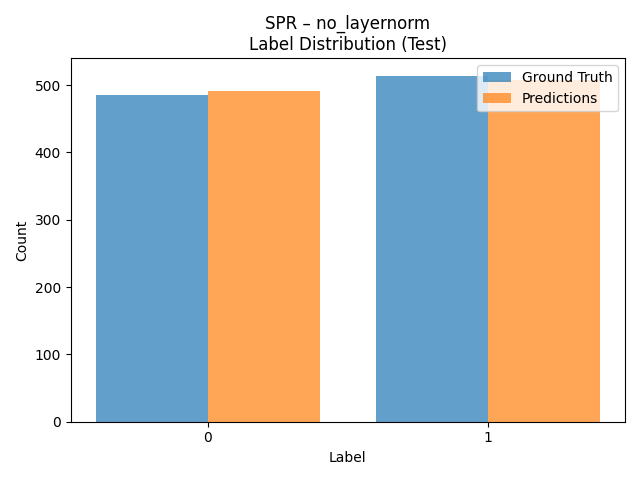 SPR – no_layernorm
Label Distribution (Test)
Ground Truth
Predictions
500
400
300
200
100
0
Count
0
1
Label